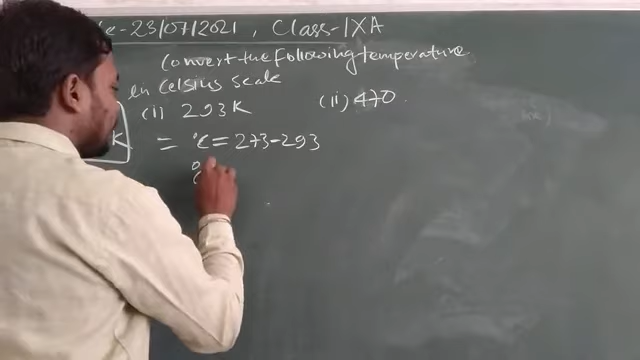 -23/07/2021, Class-IXA
Convert the following temperature
in Celsius scale
(i) 293K (ii) 470
K
= °C = 273-293
°C